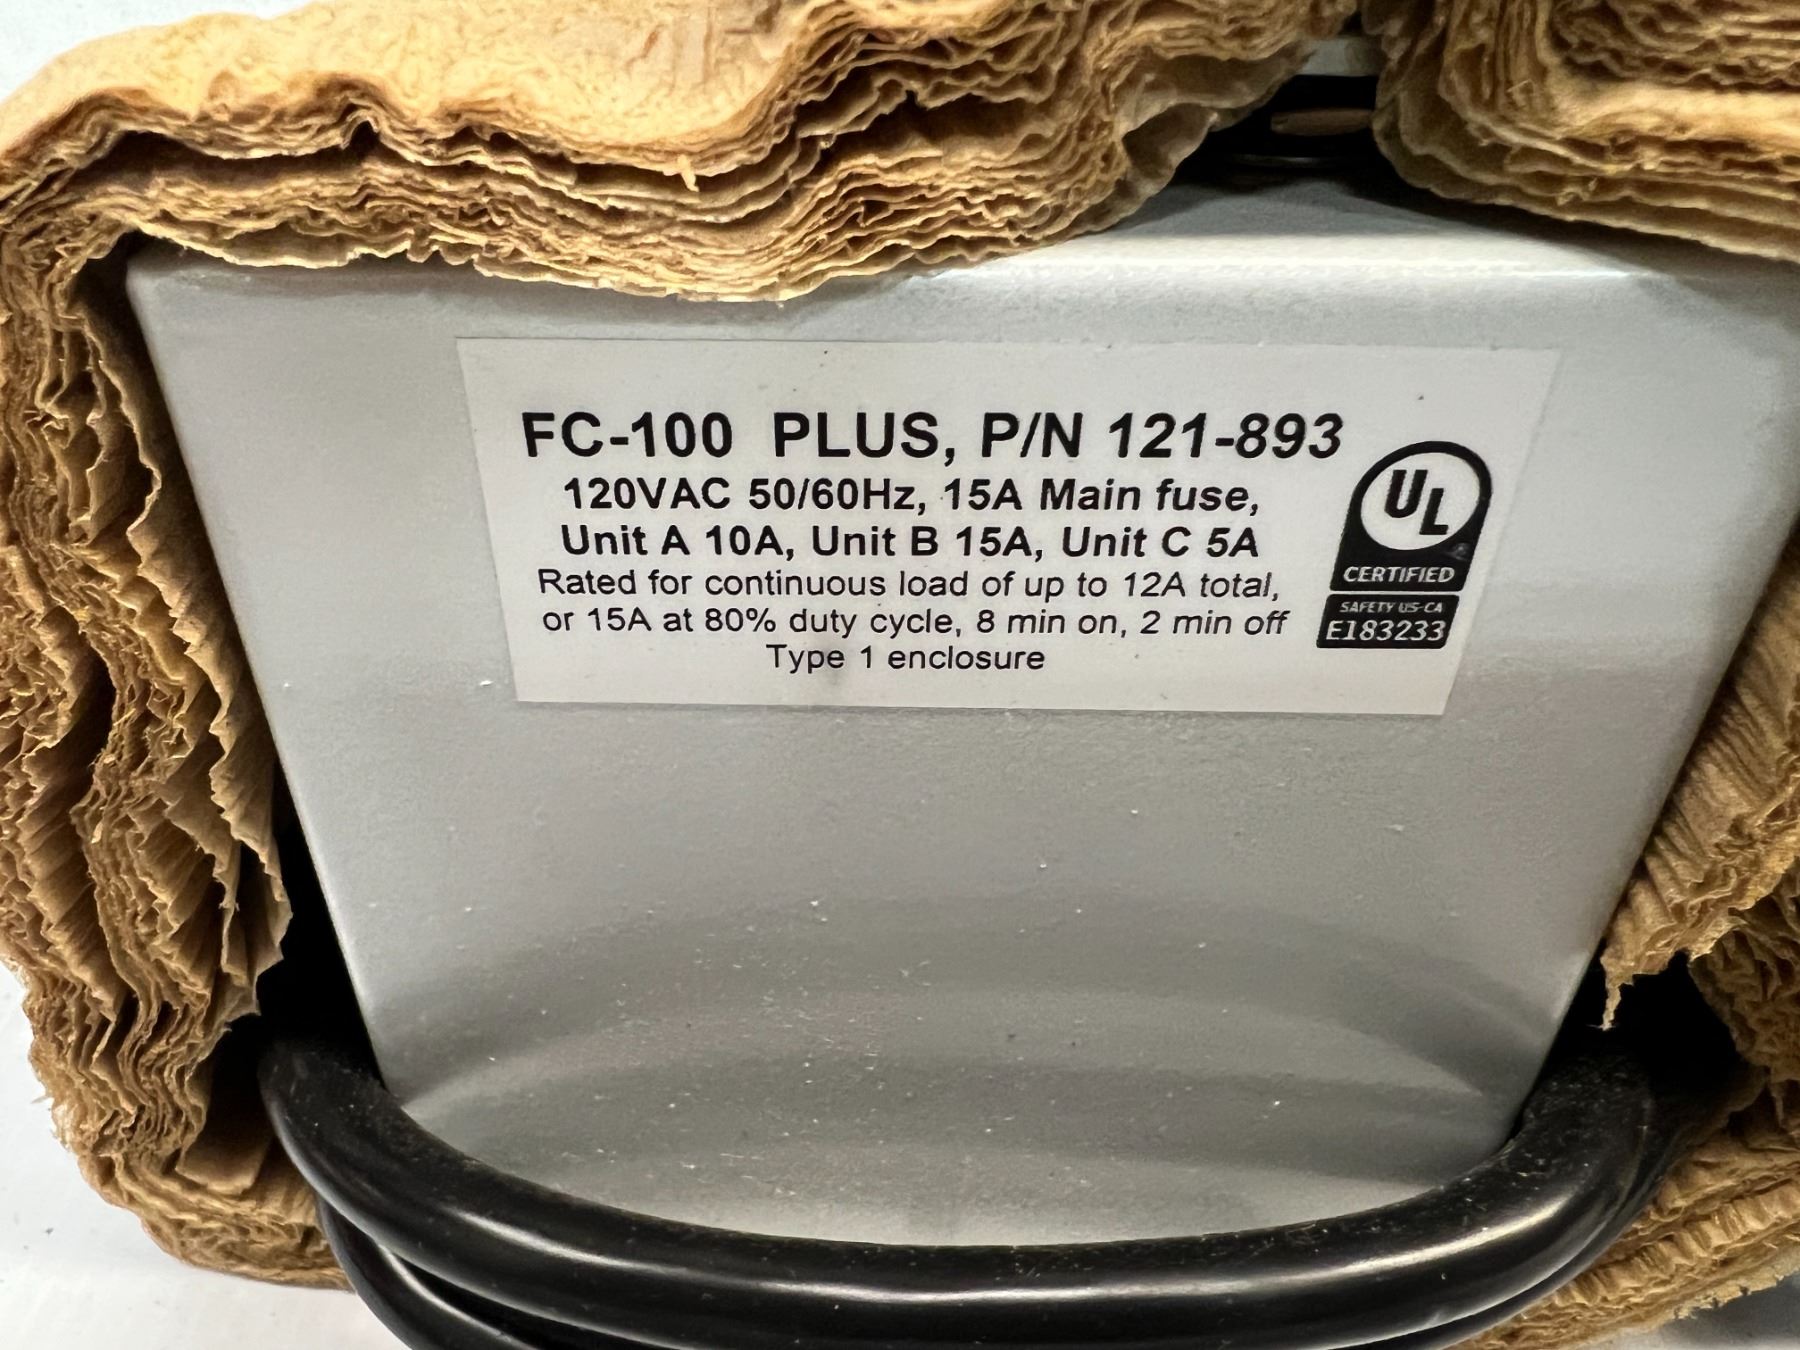 FC-100 PLUS, P/N 121-893
120VAC 50/60Hz, 15A Main fuse,
Unit A 10A, Unit B 15A, Unit C 5A
Rated for continuous load of up to 12A total,
or 15A at 80% duty cycle, 8 min on, 2 min off
Type 1 enclosure
UL
CERTIFIED
SAFETY US-CA
E183233